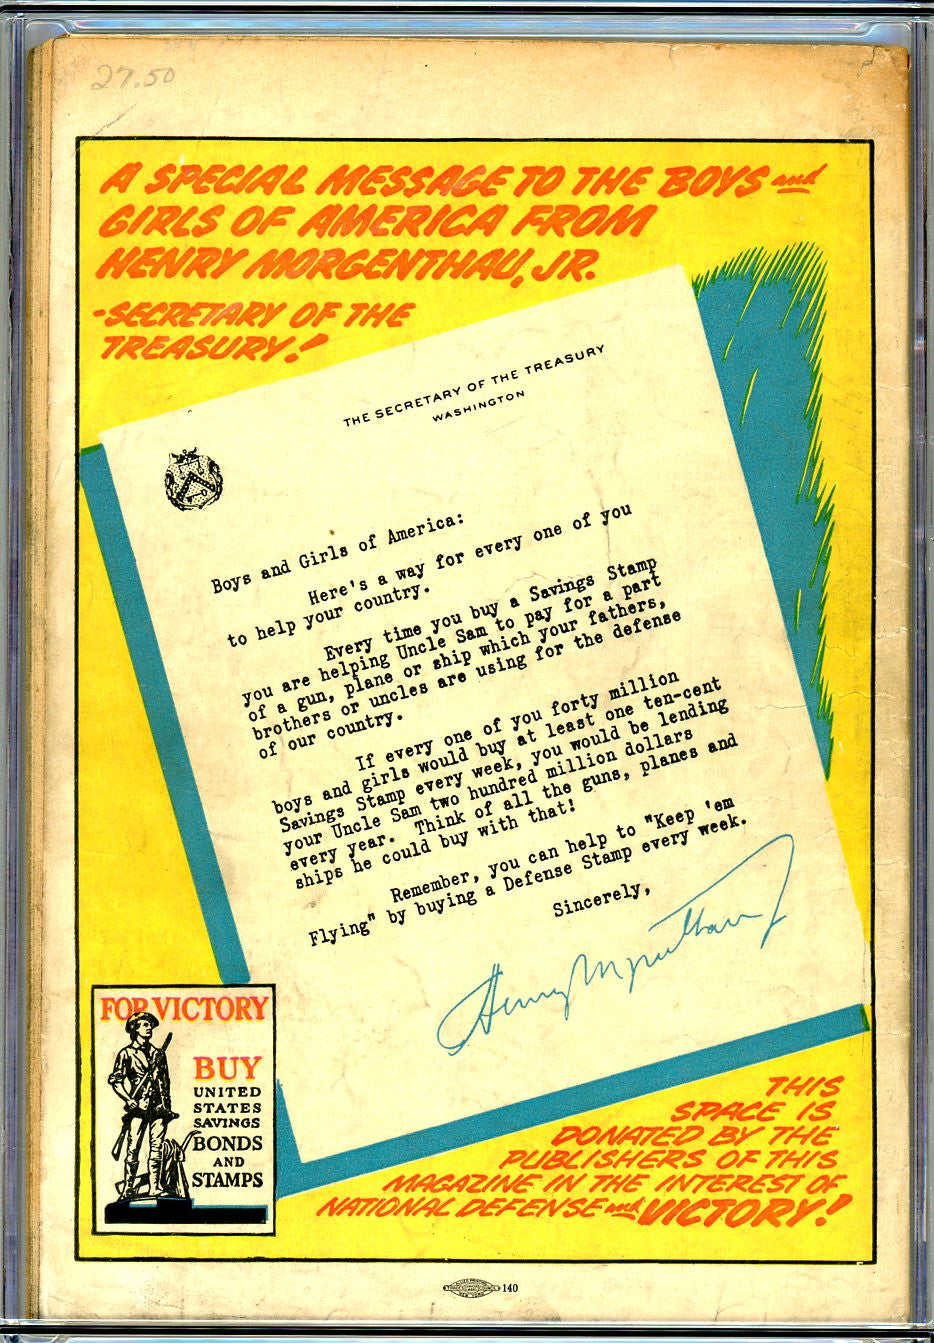 27.50
A SPECIAL MESSAGE TO THE BOYS and
GIRLS OF AMERICA FROM
HENRY MORGENTHAU, JR.
-SECRETARY OF THE
TREASURY!
THE SECRETARY OF THE TREASURY
WASHINGTON
Boys and Girls of America:
Here's a way for every one of you
to help your country.
Every time you buy a Savings Stamp
you are helping Uncle Sam to pay for a part
of a gun, plane or ship which your fathers,
brothers or uncles are using for the defense
of our country.
If every one of you forty million
boys and girls would buy at least one ten-cent
Savings Stamp every week, you would be lending
your Uncle Sam two hundred million dollars
every year. Think of all the guns, planes and
ships he could buy with that!
Remember, you can help to "Keep 'em
Flying" by buying a Defense Stamp every week.
Sincerely,
Henry Morgenthau Jr
FOR VICTORY
BUY
UNITED
STATES
SAVINGS
BONDS
AND
STAMPS
THIS
SPACE IS
DONATED BY THE
PUBLISHERS OF THIS
MAGAZINE IN THE INTEREST OF
NATIONAL DEFENSE and VICTORY!
140